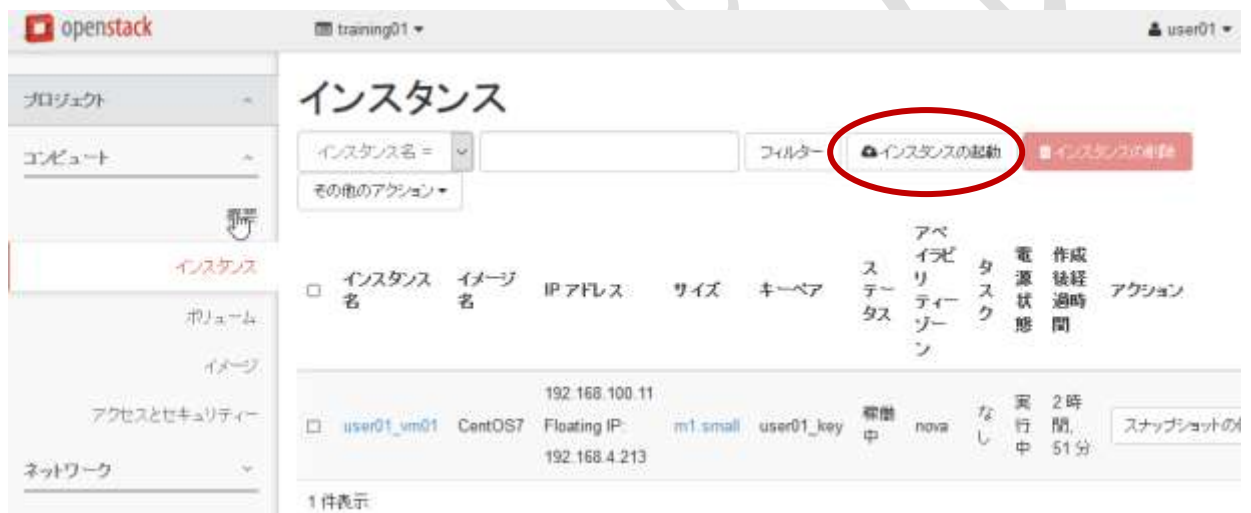 openstack
training01
user01
プロジェクト
コンピュート
概要
インスタンス
ボリューム
イメージ
アクセスとセキュリティー
ネットワーク
インスタンス
インスタンス名 =
フィルター
インスタンスの起動
インスタンスの削除
その他のアクション
インスタンス名
イメージ名
IP アドレス
サイズ
キーペア
ステータス
アベイラビリティーゾーン
タスク
電源状態
作成後経過時間
アクション
user01_vm01
CentOS7
192.168.100.11
Floating IP:
192.168.4.213
m1.small
user01_key
稼働中
nova
なし
実行中
2 時間, 51 分
スナップショットの
1 件表示